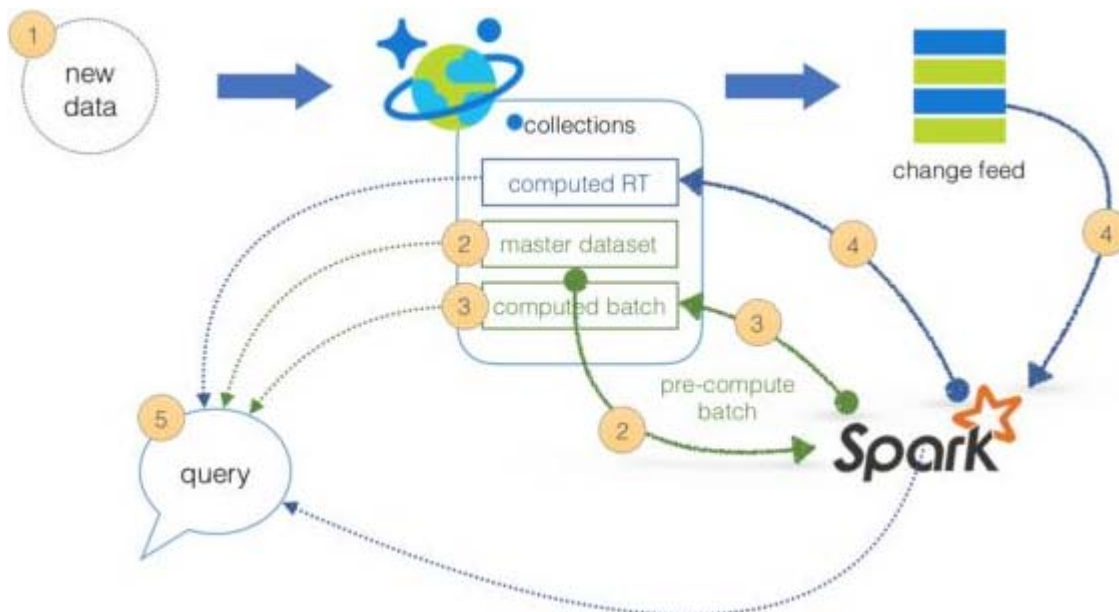 1
new
data
collections
computed RT
2
master dataset
3
computed batch
change feed
4
4
3
pre-compute
batch
2
Spark
5
query